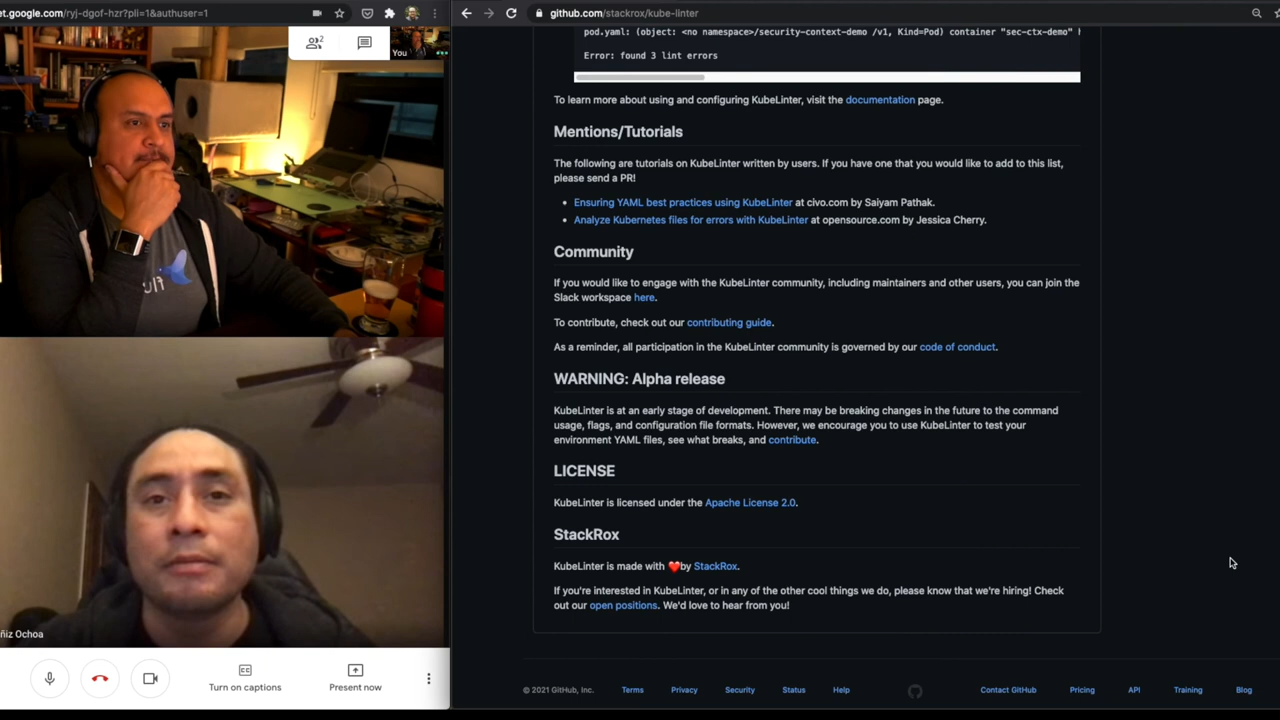 et.google.com/ryj-dgof-hzr?pli=1&authuser=1
2
You
flu
ñiz Ochoa
Turn on captions
Present now
github.com/stackrox/kube-linter
pod.yaml: (object: <no namespace>/security-context-demo /v1, Kind=Pod) container "sec-ctx-demo"
Error: found 3 lint errors
To learn more about using and configuring KubeLinter, visit the documentation page.
Mentions/Tutorials
The following are tutorials on KubeLinter written by users. If you have one that you would like to add to this list,
please send a PR!
• Ensuring YAML best practices using KubeLinter at civo.com by Saiyam Pathak.
• Analyze Kubernetes files for errors with KubeLinter at opensource.com by Jessica Cherry.
Community
If you would like to engage with the KubeLinter community, including maintainers and other users, you can join the
Slack workspace here.
To contribute, check out our contributing guide.
As a reminder, all participation in the KubeLinter community is governed by our code of conduct.
WARNING: Alpha release
KubeLinter is at an early stage of development. There may be breaking changes in the future to the command
usage, flags, and configuration file formats. However, we encourage you to use KubeLinter to test your
environment YAML files, see what breaks, and contribute.
LICENSE
KubeLinter is licensed under the Apache License 2.0.
StackRox
KubeLinter is made with ❤️by StackRox.
If you're interested in KubeLinter, or in any of the other cool things we do, please know that we're hiring! Check
out our open positions. We'd love to hear from you!
© 2021 GitHub, Inc.
Terms
Privacy
Security
Status
Help
Contact GitHub
Pricing
API
Training
Blog